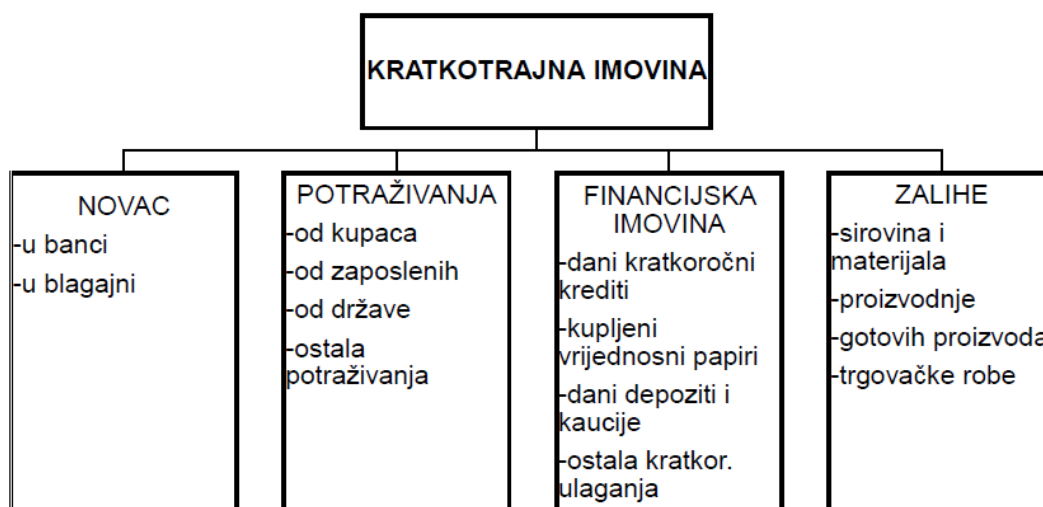 KRATKOTRAJNA IMOVINA
NOVAC
-u banci
-u blagajni
POTRAŽIVANJA
-od kupaca
-od zaposlenih
-od države
-ostala
potraživanja
FINANCIJSKA
IMOVINA
-dani kratkoročni
krediti
-kupljeni
vrijednosni papiri
-dani depoziti i
kaucije
-ostala kratkor.
ulaganja
ZALIHE
-sirovina i
materijala
-proizvodnje
-gotovih proizvoda
-trgovačke robe